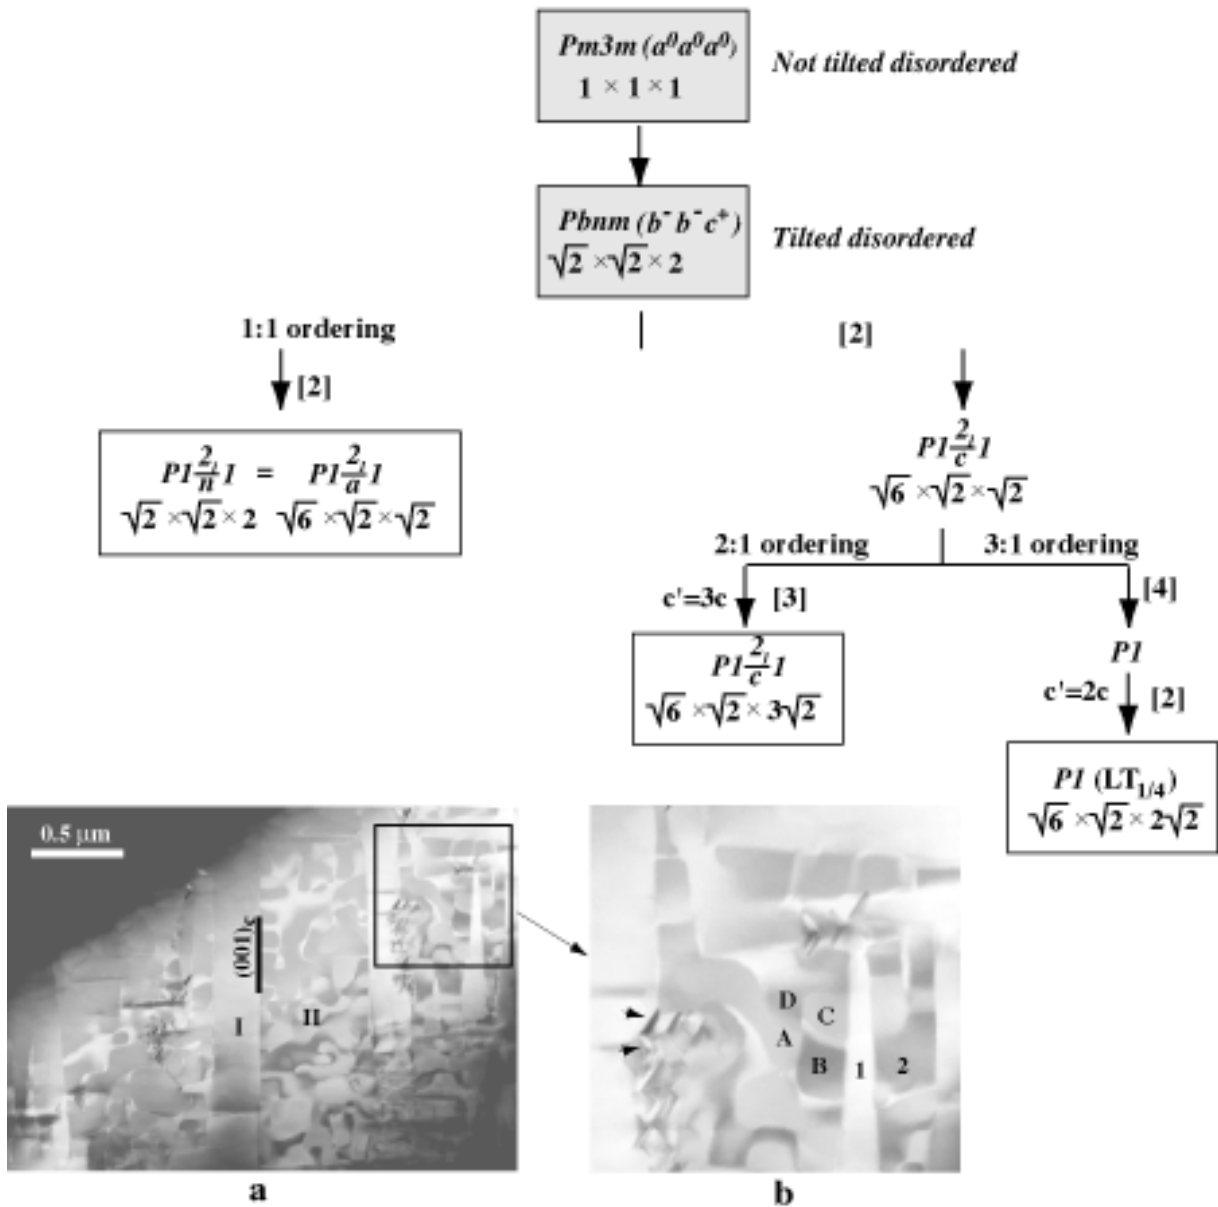 Pm3m (a⁰a⁰a⁰)
1 × 1 × 1
Not tilted disordered
Pbnm (b⁻ b⁻ c⁺)
√2 ×√2 × 2
Tilted disordered
1:1 ordering
[2]
[2]
P1 2₁/n 1 = P1 2₁/a 1
√2 ×√2 × 2 √6 ×√2 ×√2
P1 2₁/c 1
√6 ×√2 ×√2
2:1 ordering
3:1 ordering
c'=3c [3]
[4]
P1 2₁/c 1
√6 ×√2 × 3√2
P1
c'=2c [2]
P1 (LT₁/₄)
√6 ×√2 × 2√2
0.5 μm
(001)c
I
II
D
C
A
B
1
2
a
b